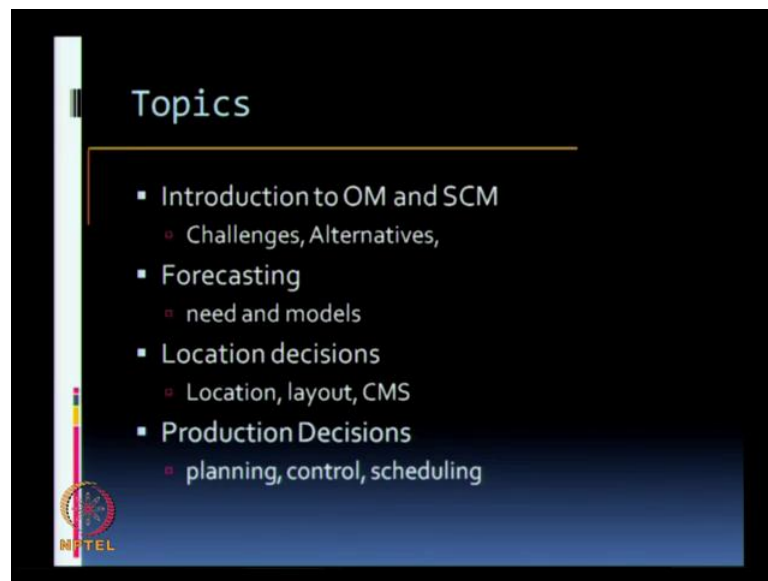 Topics
Introduction to OM and SCM
Challenges, Alternatives,
Forecasting
need and models
Location decisions
Location, layout, CMS
Production Decisions
planning, control, scheduling
NPTEL